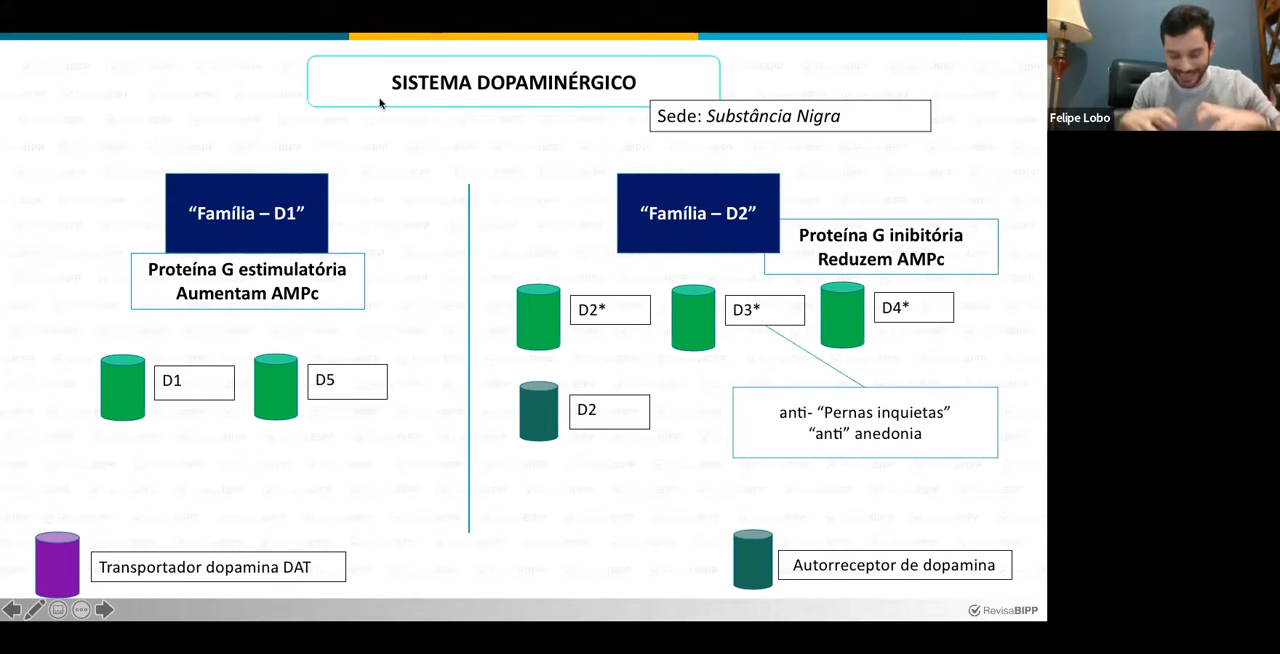 SISTEMA DOPAMINÉRGICO
Sede: Substância Nigra
Felipe Lobo
“Família – D1”
Proteína G estimulatória
Aumentam AMPc
D1
D5
“Família – D2”
Proteína G inibitória
Reduzem AMPc
D2*
D3*
D4*
D2
anti- “Pernas inquietas”
“anti” anedonia
Transportador dopamina DAT
Autorreceptor de dopamina
RevisaBIPP